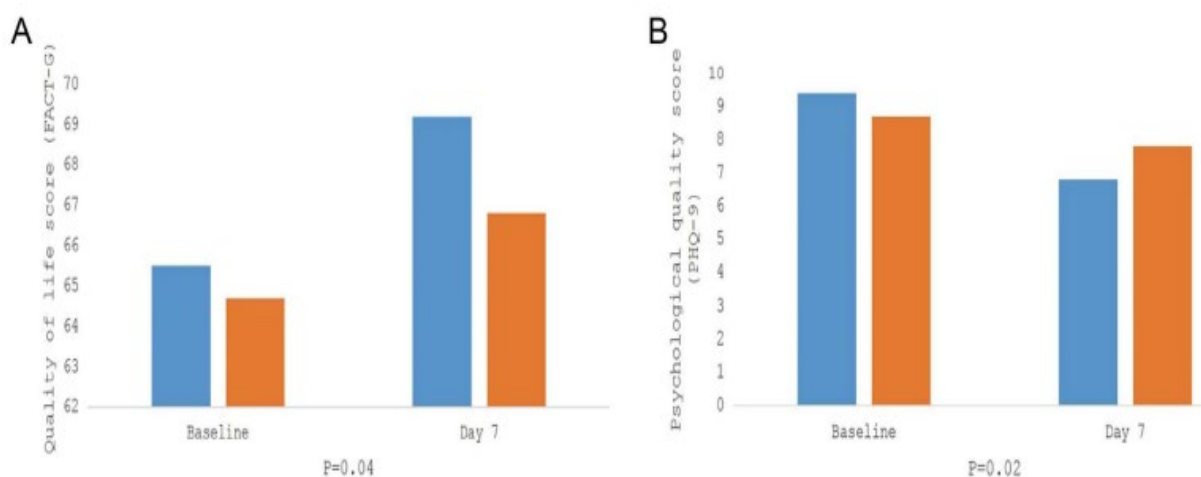 A
Quality of life score (FACT-G)
70
69
68
67
66
65
64
63
62
Baseline
Day 7
P=0.04
B
Psychological quality score
(PHQ-9)
10
9
8
7
6
5
4
3
2
1
0
Baseline
Day 7
P=0.02